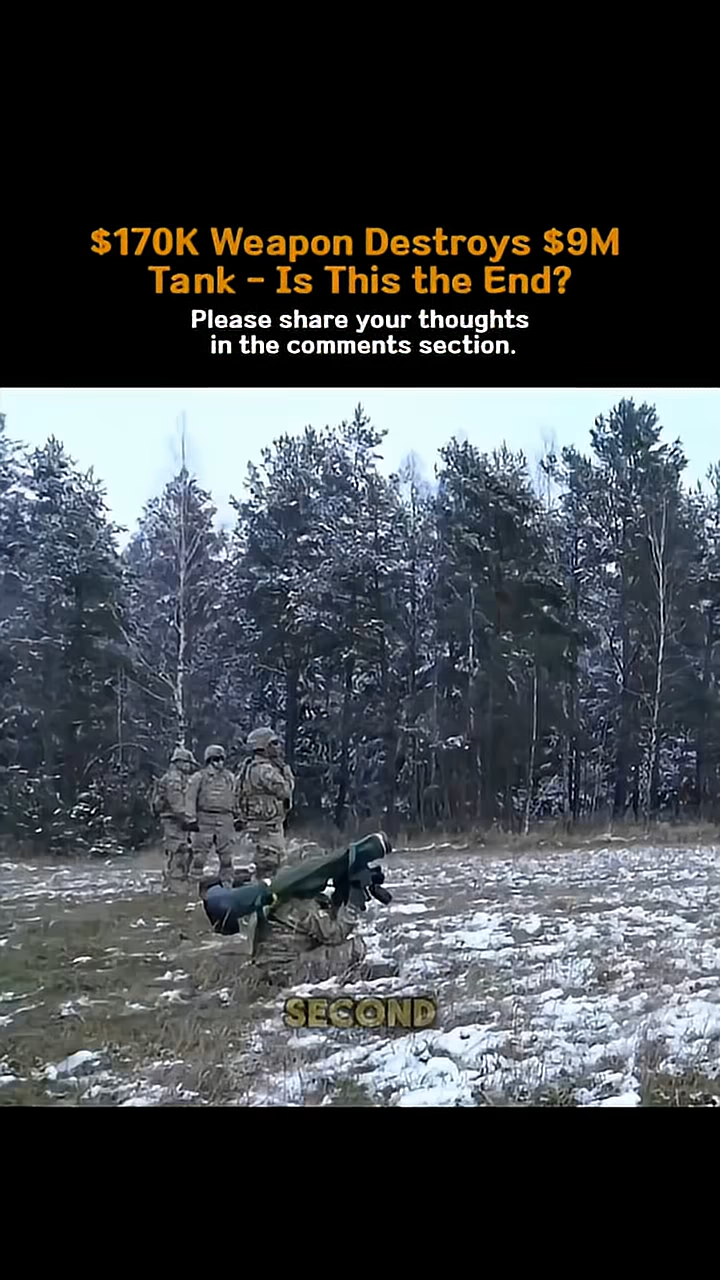 $170K Weapon Destroys $9M
Tank - Is This the End?
Please share your thoughts
in the comments section.
SECOND